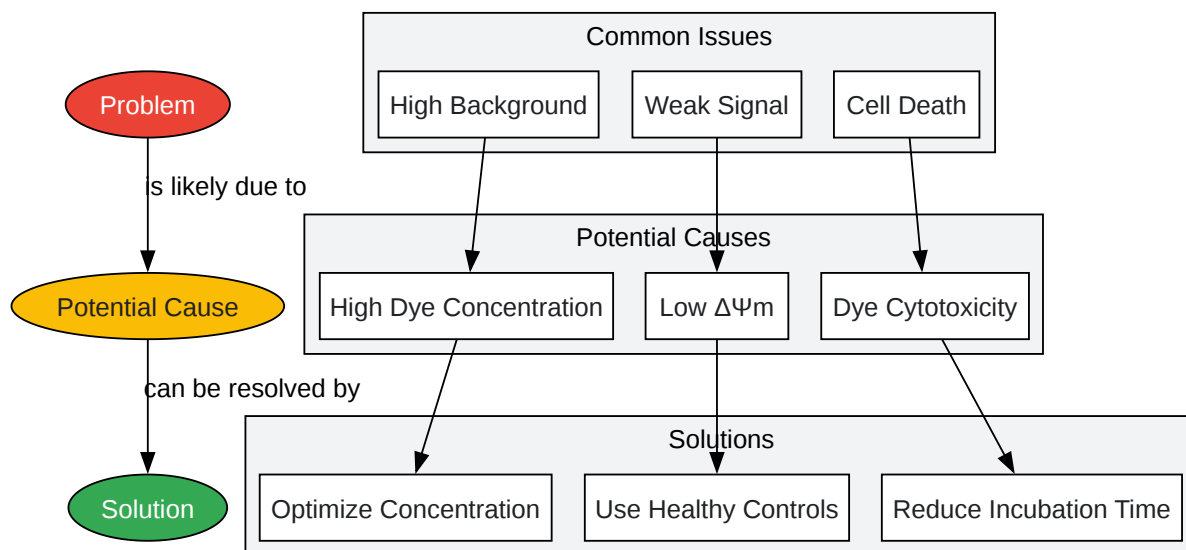 Common Issues
Problem
High Background
Weak Signal
Cell Death
is likely due to
Potential Causes
Potential Cause
High Dye Concentration
Low ΔΨm
Dye Cytotoxicity
can be resolved by
Solutions
Solution
Optimize Concentration
Use Healthy Controls
Reduce Incubation Time